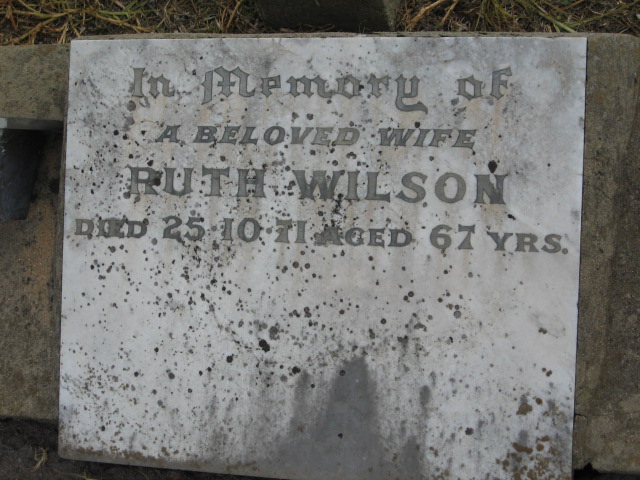 In Memory of
A BELOVED WIFE
RUTH WILSON
DIED 25·10·71 AGED 67 YRS.